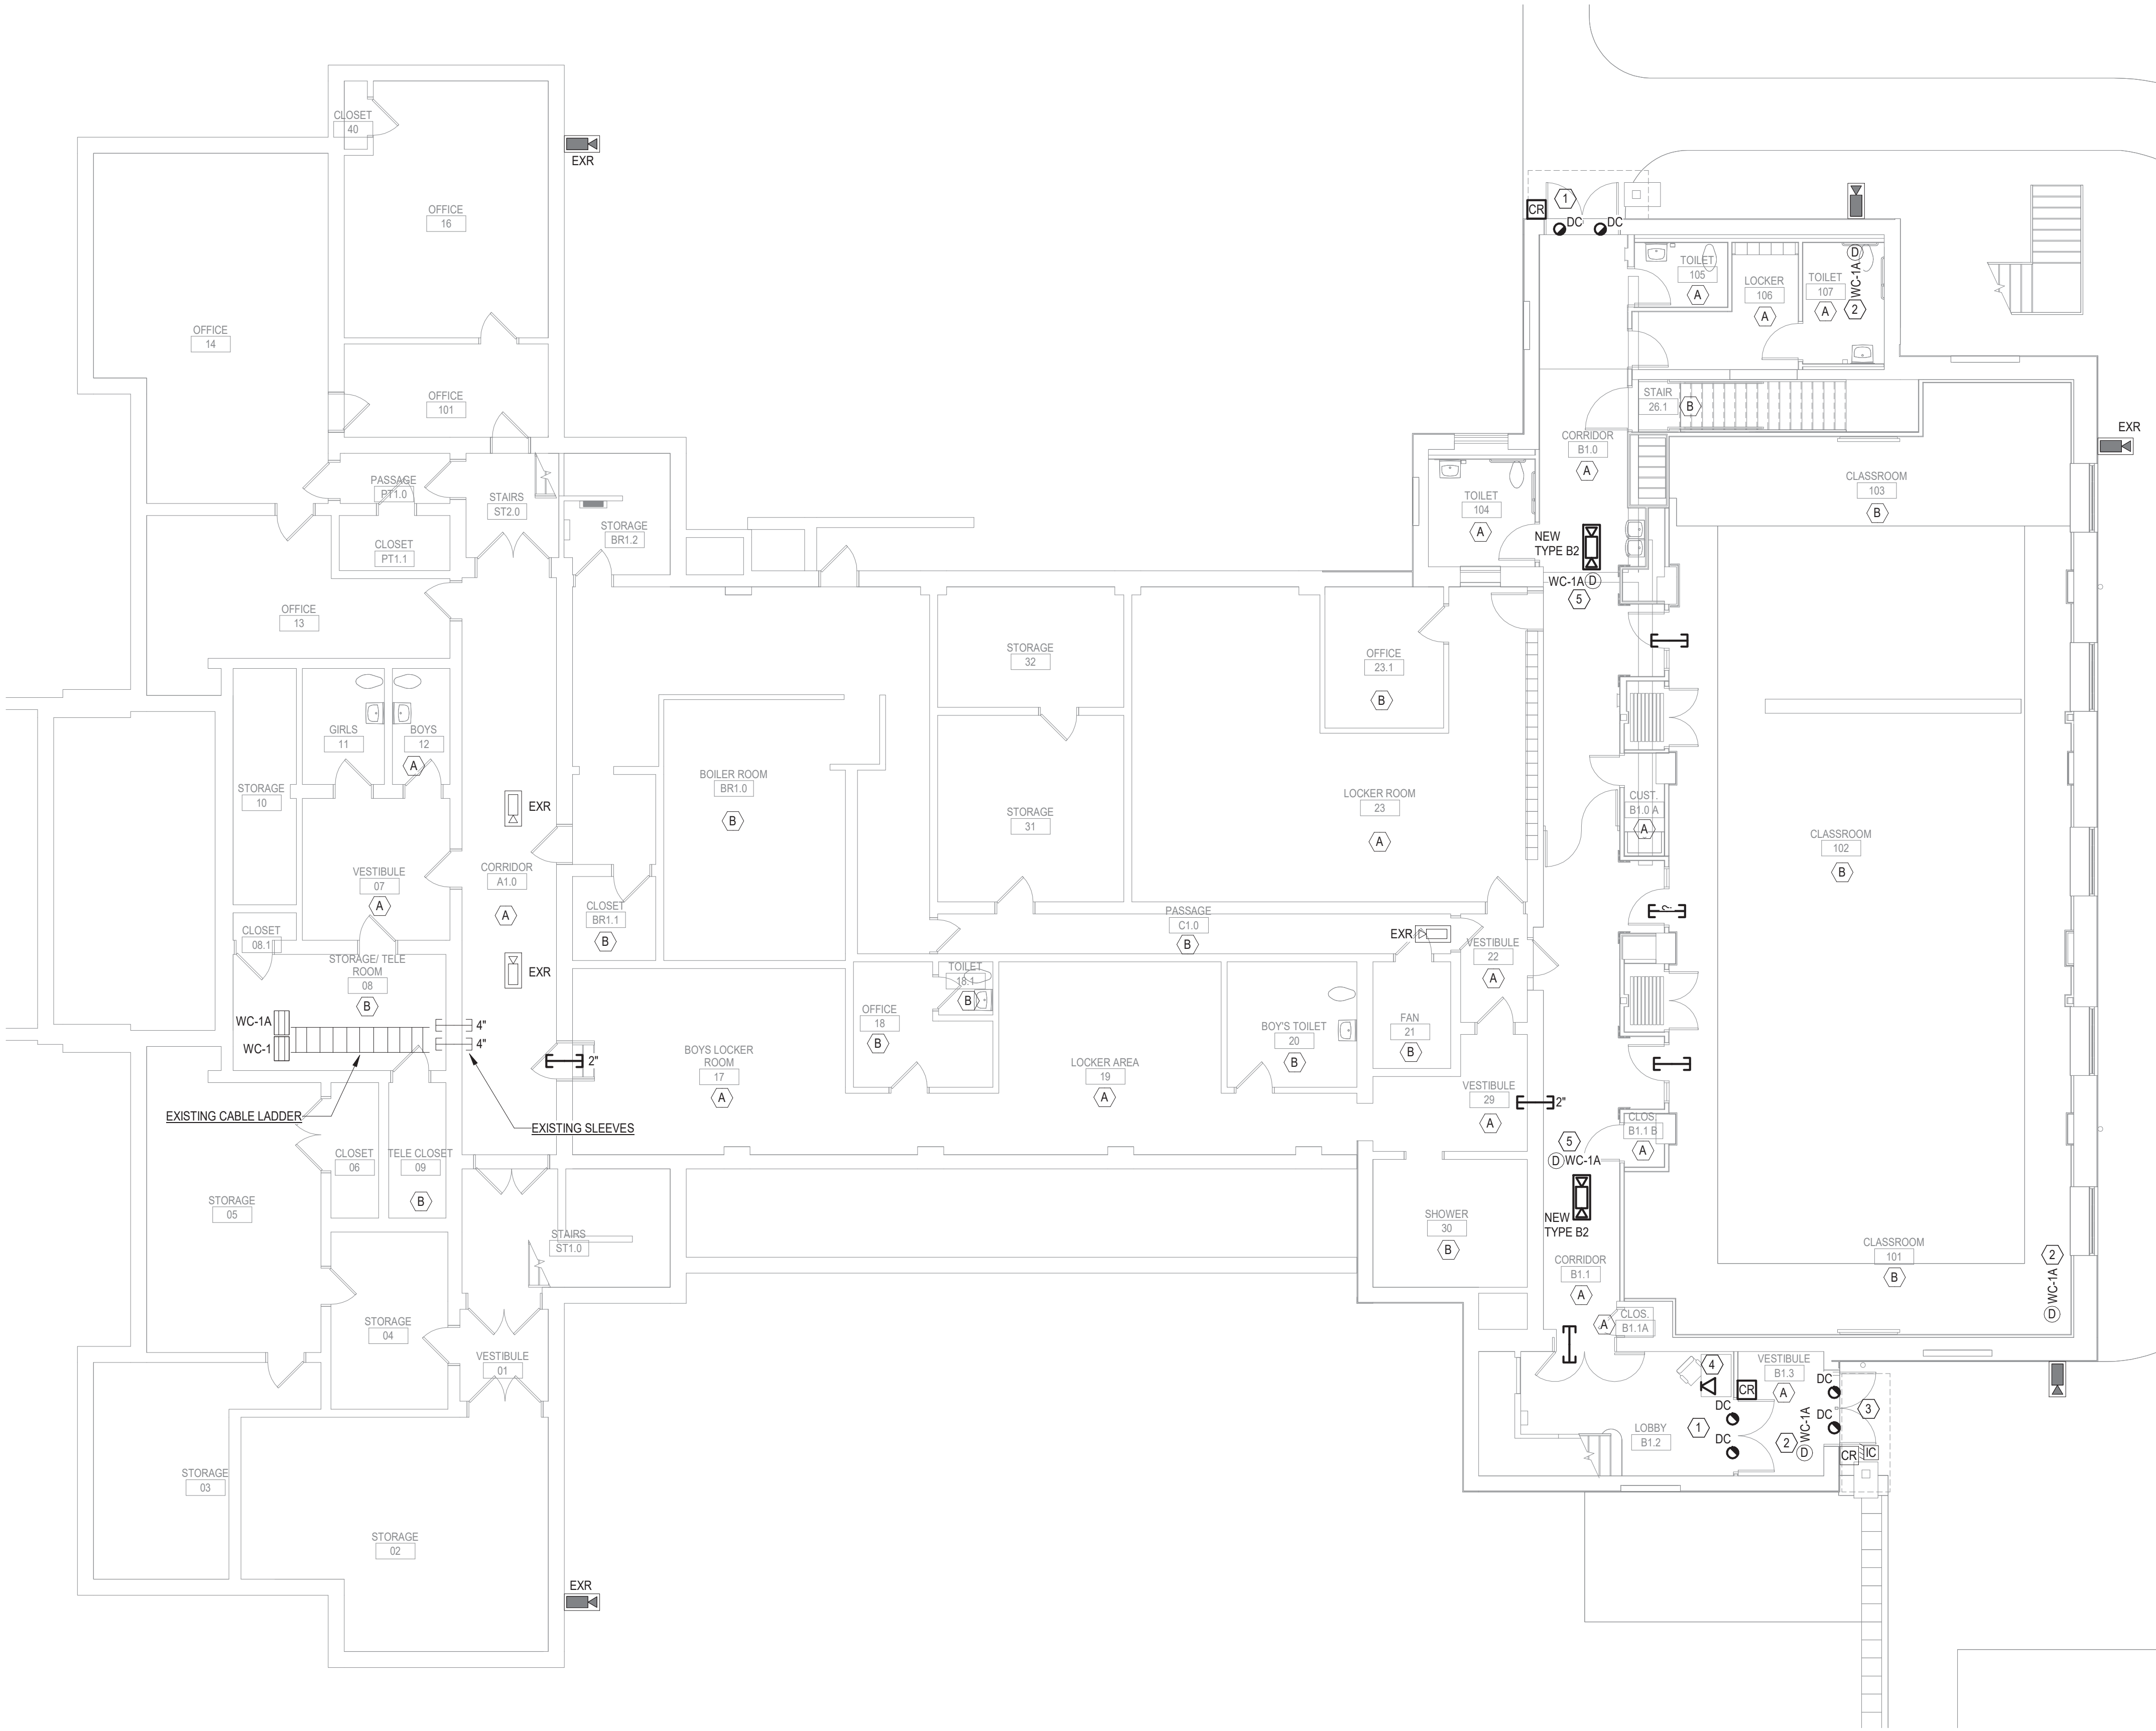 CLOSET
40
EXR
OFFICE
16
OFFICE
14
OFFICE
101
PASSAGE
PT1.0
STAIRS
ST2.0
STORAGE
BR1.2
CLOSET
PT1.1
OFFICE
13
GIRLS
11
BOYS
12
A
STORAGE
10
VESTIBULE
07
A
EXR
CORRIDOR
A1.0
A
EXR
CLOSET
08.1
STORAGE/ TELE
ROOM
08
B
WC-1A
WC-1
4"
4"
EXISTING CABLE LADDER
EXISTING SLEEVES
CLOSET
06
TELE CLOSET
09
B
STORAGE
05
STAIRS
ST1.0
STORAGE
04
VESTIBULE
01
STORAGE
03
STORAGE
02
EXR
BOILER ROOM
BR1.0
B
CLOSET
BR1.1
B
STORAGE
32
STORAGE
31
OFFICE
23.1
B
LOCKER ROOM
23
A
PASSAGE
C1.0
B
EXR
VESTIBULE
22
A
2"
BOYS LOCKER
ROOM
17
A
OFFICE
18
B
TOILET
18.1
B
LOCKER AREA
19
A
BOY'S TOILET
20
B
FAN
21
B
VESTIBULE
29
A
2"
SHOWER
30
B
CR
1
DC
DC
TOILET
105
A
LOCKER
106
A
TOILET
107
A
D
WC-1A
2
STAIR
26.1
B
CORRIDOR
B1.0
A
TOILET
104
A
NEW
TYPE B2
WC-1A
D
5
EXR
CLASSROOM
103
B
CUST.
B1.0 A
A
CLASSROOM
102
B
2"
5
D
WC-1A
CLOS.
B1.1 B
A
NEW
TYPE B2
CORRIDOR
B1.1
A
A
CLOS.
B1.1A
CLASSROOM
101
B
2
WC-1A
D
4
CR
VESTIBULE
B1.3
A
DC
DC
3
DC
DC
1
LOBBY
B1.2
2
WC-1A
D
CR
IC